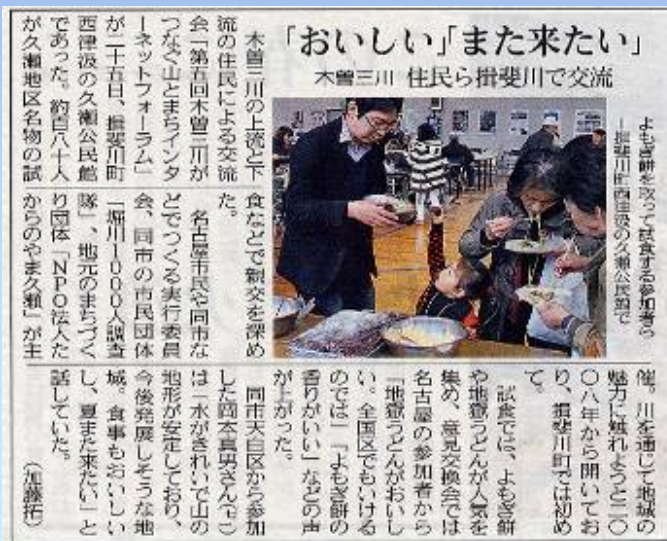 「おいしい」「また来たい」
木曽三川 住民ら揖斐川で交流
よもぎ餅を取って試食する参加者ら
＝揖斐川町西津汲の久瀬公民館で
木曽三川の上流と下
流の住民による交流
会「第五回木曽三川が
つなぐ山とまちインタ
ーネットフォーラム」
が二十五日、揖斐川町
西津汲の久瀬公民館
であった。約百八十人
が久瀬地区名物の試
食などで親交を深め
た。
名古屋市民や同市な
どでつくる実行委員
会、同市の市民団体
「堀川1000人調査
隊」、地元のまちづく
り団体「NPO法人た
からのやま久瀬」が主
催。川を通して地域の
魅力に触れようと二〇
〇八年から開いてお
り、揖斐川町では初め
て。
試食では、よもぎ餅
や地獄うどんが人気を
集め、意見交換会では
名古屋の参加者から
「地獄うどんがおいし
い。全国区でもいける
のでは」「よもぎ餅の
香りがいい」などの声
が上がった。
同市天白区から参加
した岡本真男さん
は「水がきれいで山の
地形が安定しており、
今後発展しそうな地
域。食事もおいしい
し、夏また来たい」と
話していた。
（加藤拓）